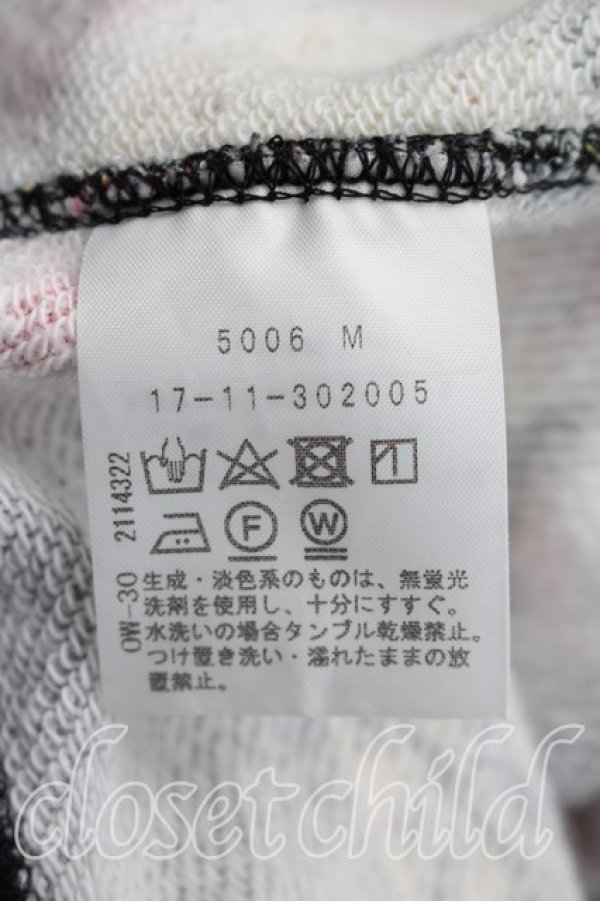 5006 M
17-11-302005
2114322
F
W
OW-30
生成・淡色系のものは、無蛍光
洗剤を使用し、十分にすすぐ。
水洗いの場合タンブル乾燥禁止。
つけ置き洗い・濡れたままの放
置禁止。
closetchild